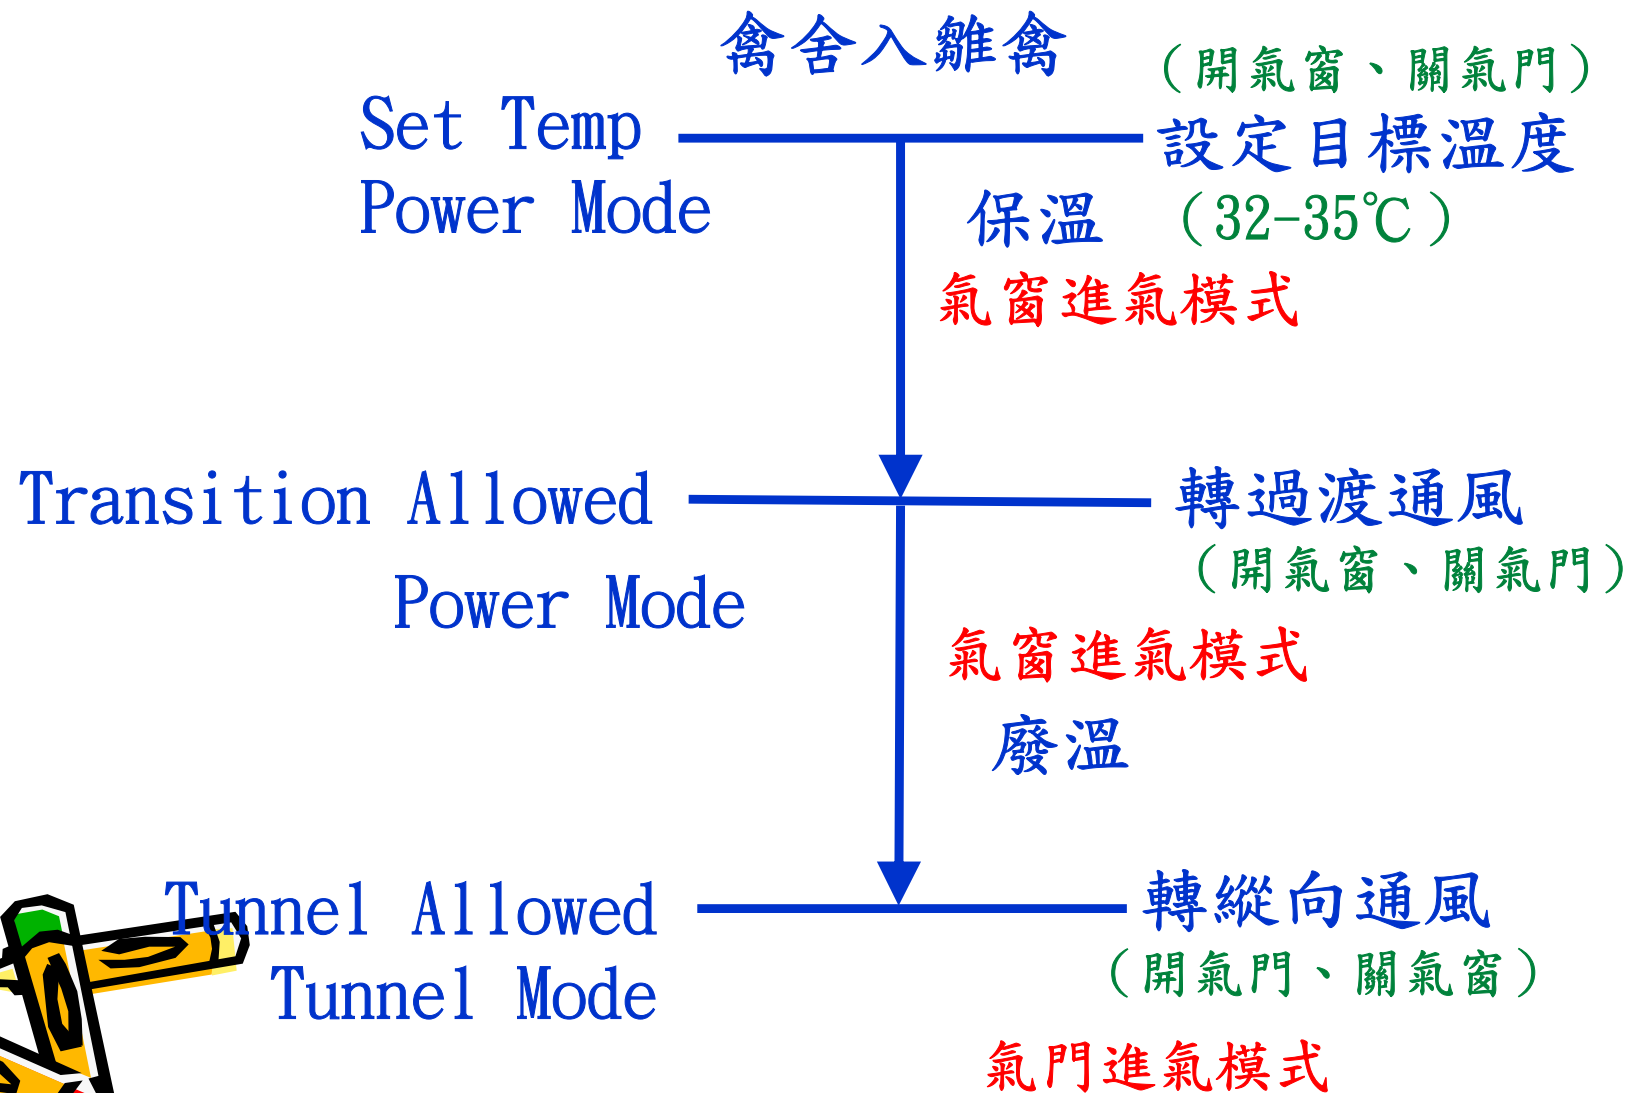 禽舍入雛禽
（開氣窗、關氣門）
Set Temp
設定目標溫度
Power Mode
保溫
（32-35℃）
氣窗進氣模式
Transition Allowed
轉過渡通風
（開氣窗、關氣門）
Power Mode
氣窗進氣模式
廢溫
Tunnel Allowed
轉縱向通風
（開氣門、關氣窗）
Tunnel Mode
氣門進氣模式